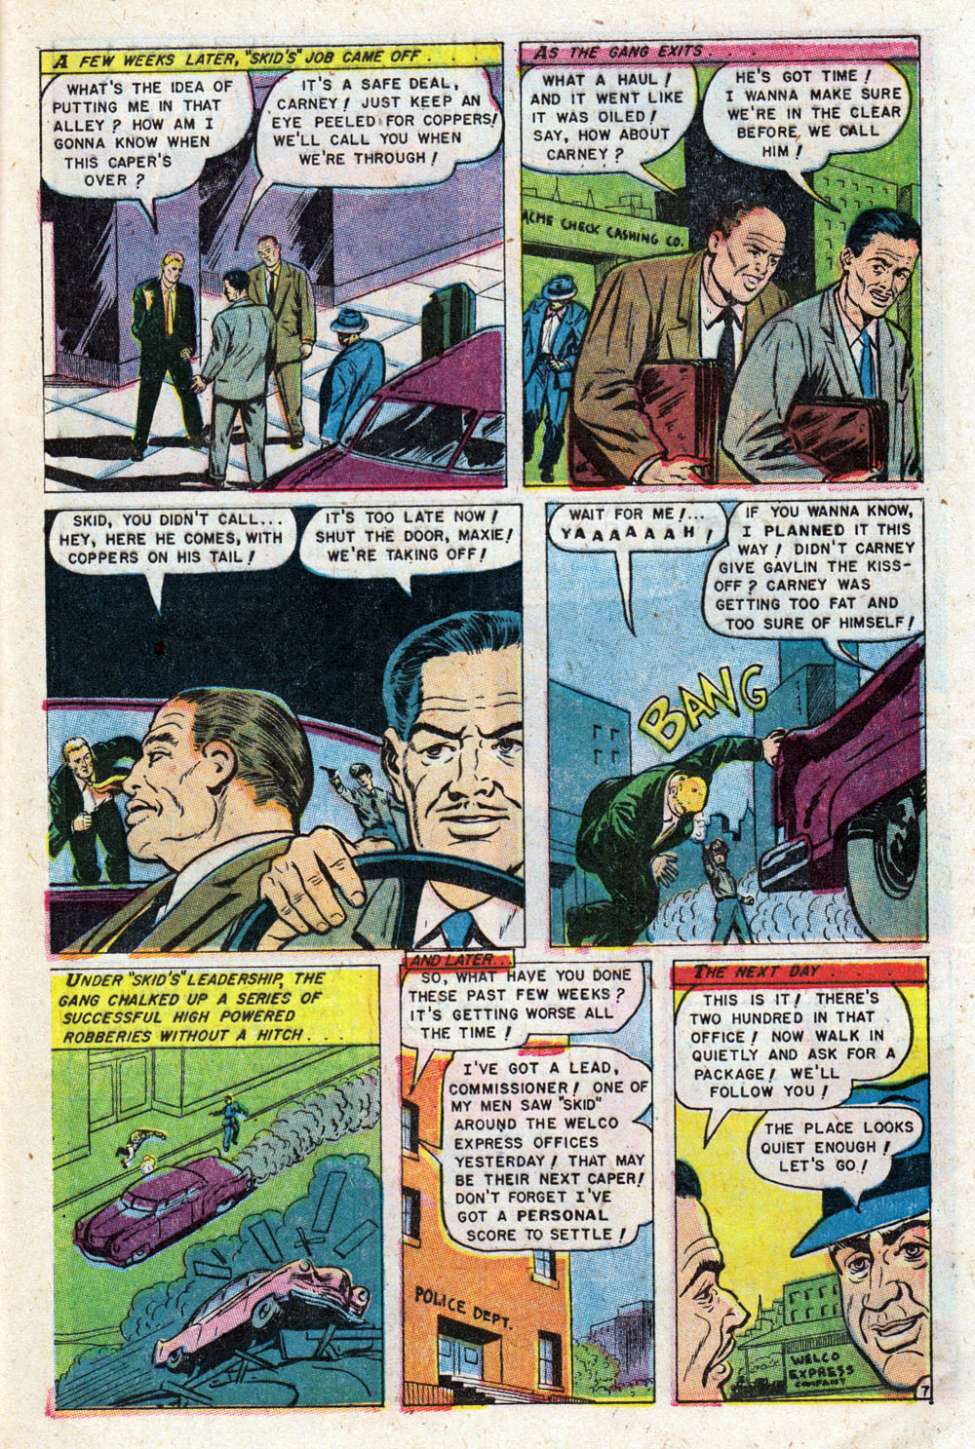 A FEW WEEKS LATER, "SKID'S" JOB CAME OFF . . .
WHAT'S THE IDEA OF
PUTTING ME IN THAT
ALLEY? HOW AM I
GONNA KNOW WHEN
THIS CAPER'S
OVER?
IT'S A SAFE DEAL,
CARNEY! JUST KEEP AN
EYE PEELED FOR COPPERS!
WE'LL CALL YOU WHEN
WE'RE THROUGH!
AS THE GANG EXITS . . . .
WHAT A HAUL!
AND IT WENT LIKE
IT WAS OILED!
SAY, HOW ABOUT
CARNEY?
HE'S GOT TIME!
I WANNA MAKE SURE
WE'RE IN THE CLEAR
BEFORE WE CALL
HIM!
ACME CHECK CASHING CO.
SKID, YOU DIDN'T CALL...
HEY, HERE HE COMES, WITH
COPPERS ON HIS TAIL!
IT'S TOO LATE NOW!
SHUT THE DOOR, MAXIE!
WE'RE TAKING OFF!
WAIT FOR ME!...
YAAAAAAH!
IF YOU WANNA KNOW,
I PLANNED IT THIS
WAY! DIDN'T CARNEY
GIVE GAVLIN THE KISS-
OFF? CARNEY WAS
GETTING TOO FAT AND
TOO SURE OF HIMSELF!
BANG
UNDER "SKID'S" LEADERSHIP, THE
GANG CHALKED UP A SERIES OF
SUCCESSFUL HIGH POWERED
ROBBERIES WITHOUT A HITCH . . .
AND LATER...
SO, WHAT HAVE YOU DONE
THESE PAST FEW WEEKS?
IT'S GETTING WORSE ALL
THE TIME!
I'VE GOT A LEAD,
COMMISSIONER! ONE OF
MY MEN SAW "SKID"
AROUND THE WELCO
EXPRESS OFFICES
YESTERDAY! THAT MAY
BE THEIR NEXT CAPER!
DON'T FORGET I'VE
GOT A PERSONAL
SCORE TO SETTLE!
POLICE DEPT.
THE NEXT DAY . . . .
THIS IS IT! THERE'S
TWO HUNDRED IN THAT
OFFICE! NOW WALK IN
QUIETLY AND ASK FOR A
PACKAGE! WE'LL
FOLLOW YOU!
THE PLACE LOOKS
QUIET ENOUGH!
LET'S GO!
WELCO
EXPRESS
COMPANY
7